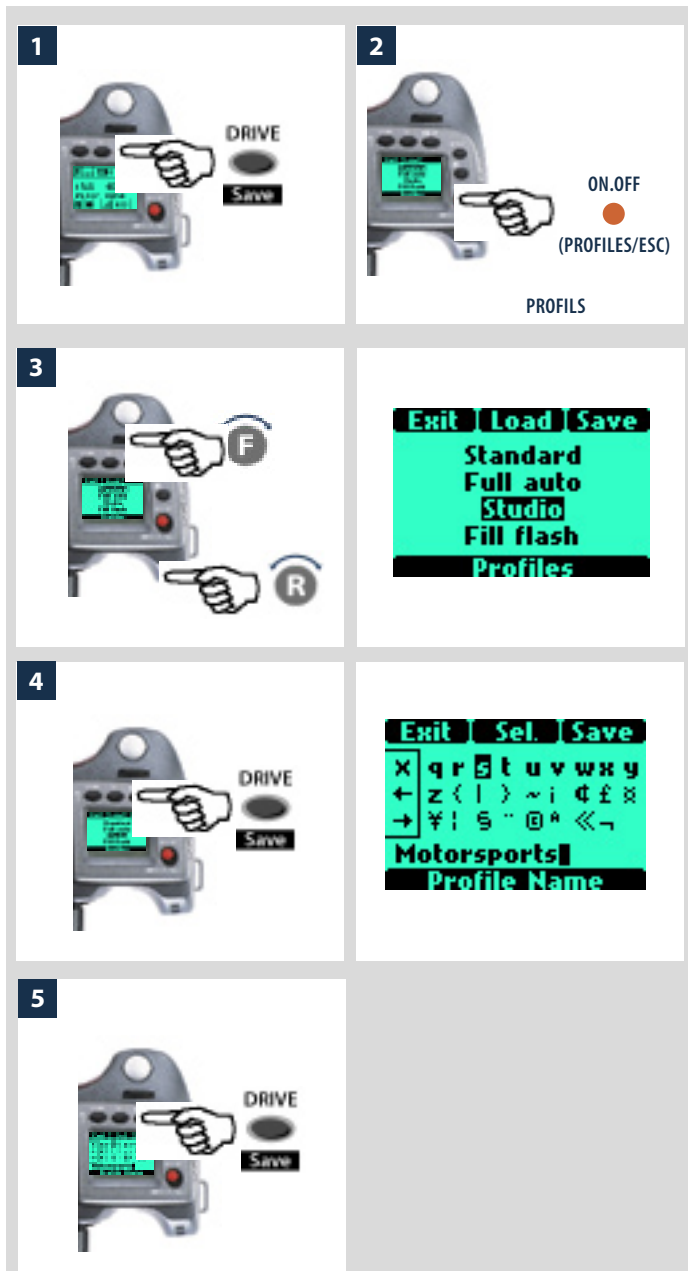 1
DRIVE
Save
2
ON.OFF
(PROFILES/ESC)
PROFILS
3
F
R
Exit Load Save
Standard
Full auto
Studio
Fill flash
Profiles
4
DRIVE
Save
Exit Sel. Save
X q r s t u v w x y
← z { | } ~ ¡ ¢ £ ¤
→ ¥ ¦ § ¨ © ª « ¬
Motorsports
Profile Name
5
DRIVE
Save